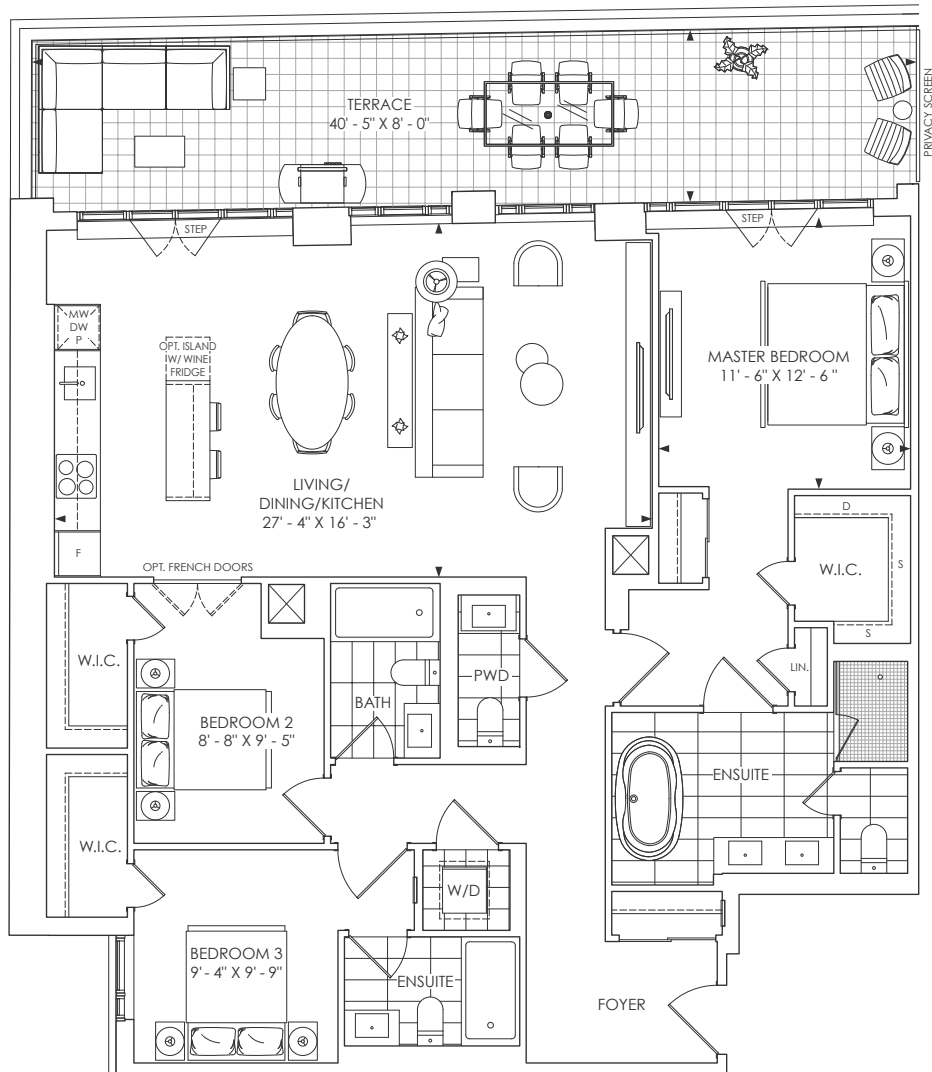 TERRACE
40' - 5" X 8' - 0"
PRIVACY SCREEN
STEP
STEP
MW
DW
P
OPT. ISLAND
W/ WINE
FRIDGE
MASTER BEDROOM
11' - 6" X 12' - 6 "
LIVING/
DINING/KITCHEN
27' - 4" X 16' - 3"
F
D
S
W.I.C.
S
OPT. FRENCH DOORS
W.I.C.
BATH
PWD
LIN.
BEDROOM 2
8' - 8" X 9' - 5"
ENSUITE
W.I.C.
W/D
BEDROOM 3
9' - 4" X 9' - 9"
ENSUITE
FOYER